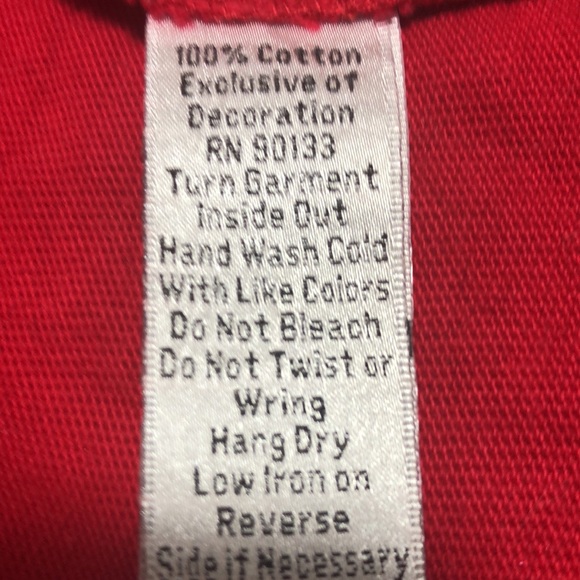 100% Cotton
Exclusive of
Decoration
RN 90133
Turn Garment
Inside Out
Hand Wash Cold
With Like Colors
Do Not Bleach
Do Not Twist or
Wring
Hang Dry
Low Iron on
Reverse
Side if Necessary